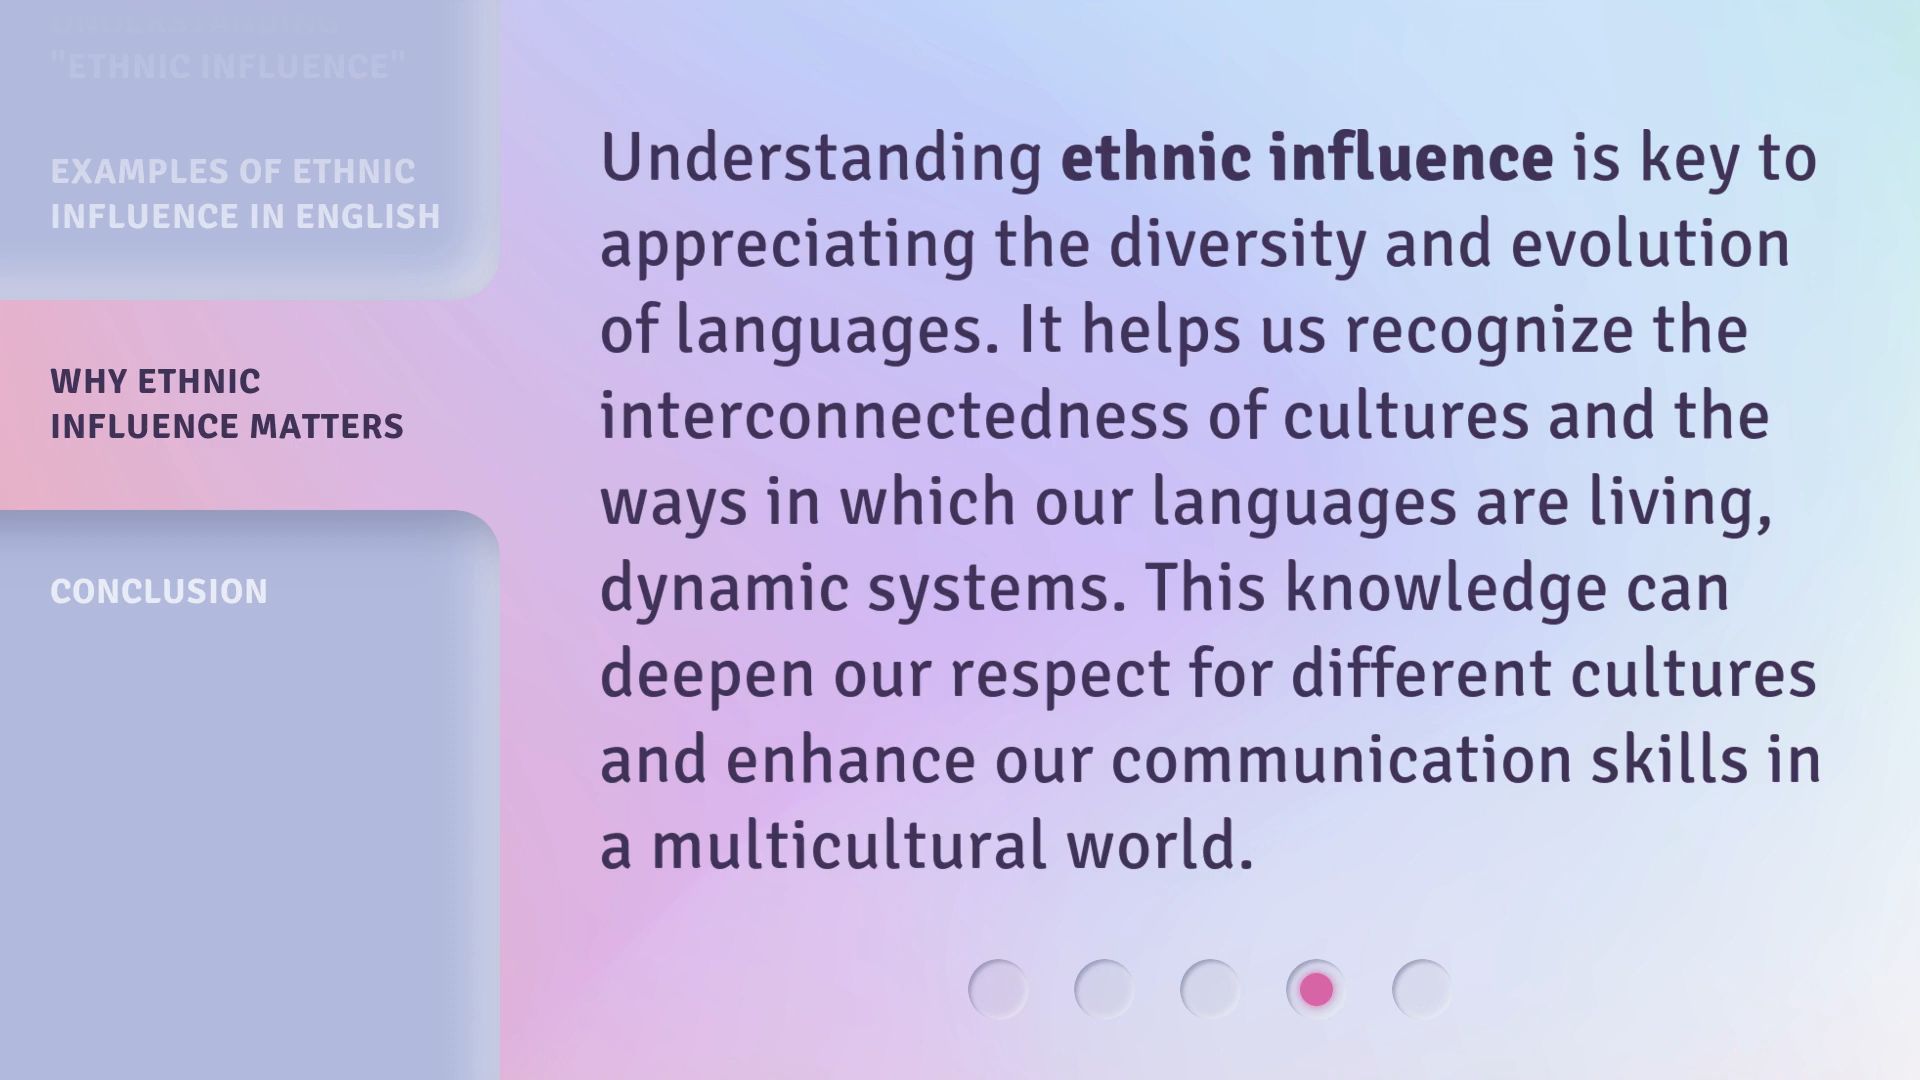 "ETHNIC INFLUENCE"
EXAMPLES OF ETHNIC
INFLUENCE IN ENGLISH
WHY ETHNIC
INFLUENCE MATTERS
CONCLUSION
Understanding ethnic influence is key to
appreciating the diversity and evolution
of languages. It helps us recognize the
interconnectedness of cultures and the
ways in which our languages are living,
dynamic systems. This knowledge can
deepen our respect for different cultures
and enhance our communication skills in
a multicultural world.